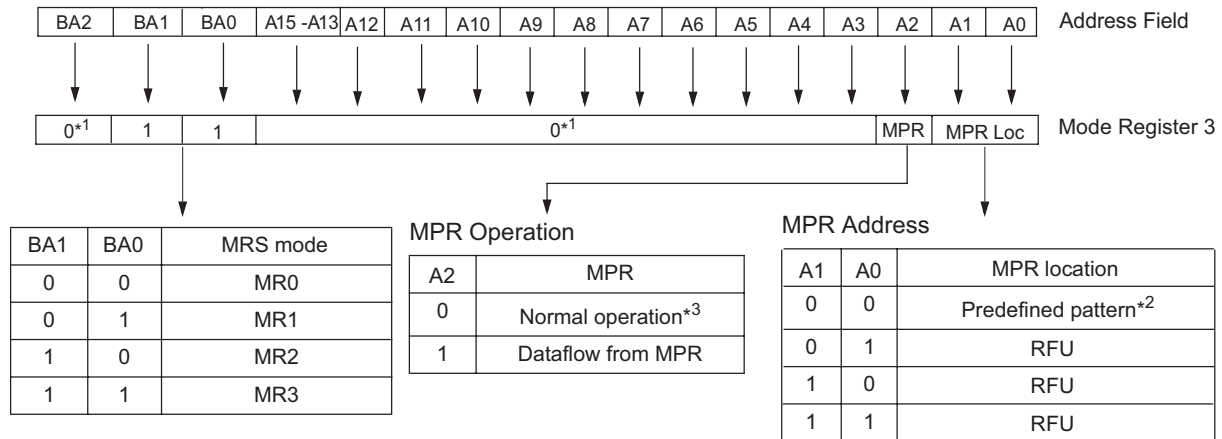 BA2 BA1 BA0 A15 -A13 A12 A11 A10 A9 A8 A7 A6 A5 A4 A3 A2 A1 A0 Address Field
0*1 1 1 0*1 MPR MPR Loc Mode Register 3
MPR Operation
MPR Address
BA1 BA0 MRS mode
0 0 MR0
0 1 MR1
1 0 MR2
1 1 MR3
A2 MPR
0 Normal operation*3
1 Dataflow from MPR
A1 A0 MPR location
0 0 Predefined pattern*2
0 1 RFU
1 0 RFU
1 1 RFU